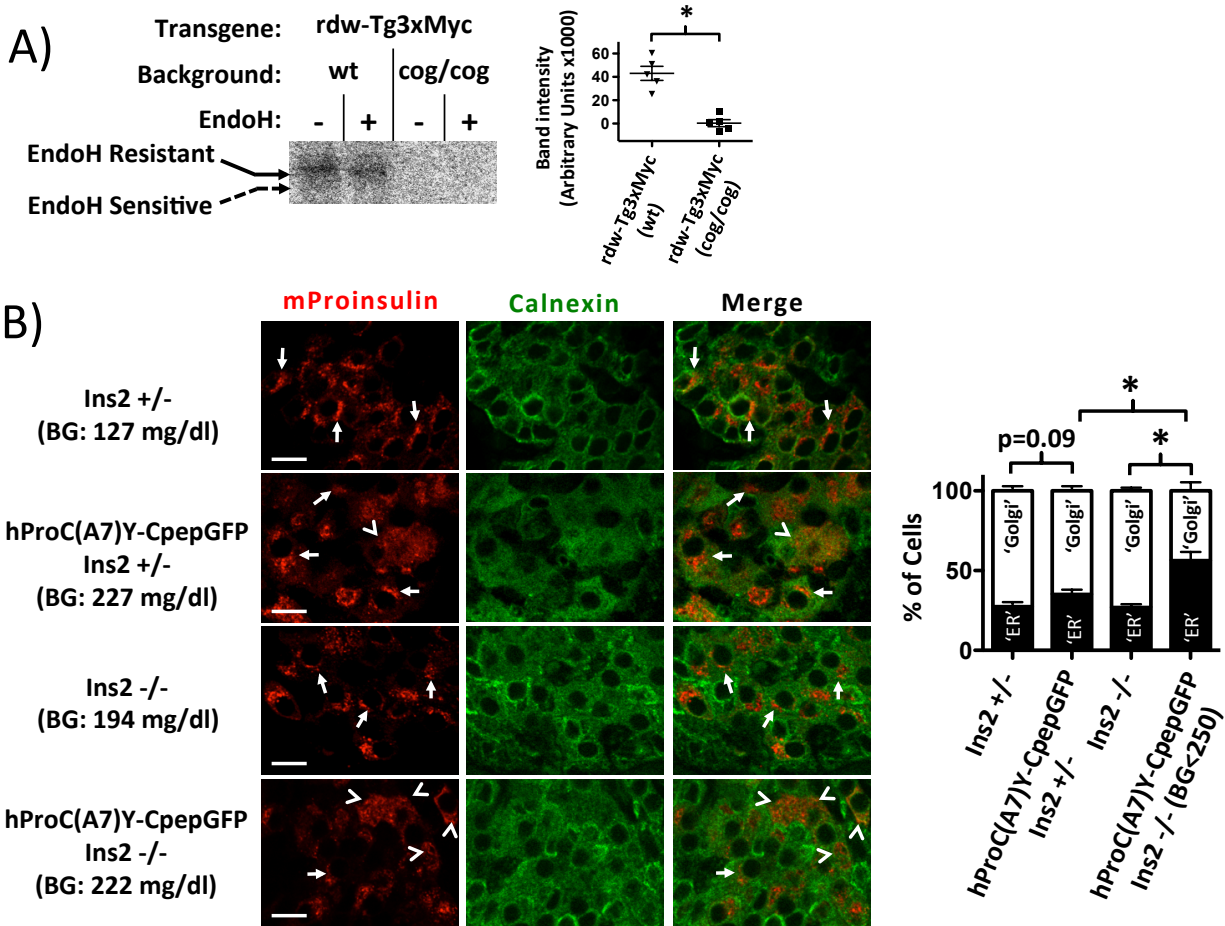 A)
Transgene: rdw-Tg3xMyc
Background: wt cog/cog
EndoH: - + - +
EndoH Resistant
EndoH Sensitive
Band intensity
(Arbitrary Units x1000)
60
40
20
0
*
rdw-Tg3xMyc
(wt)
rdw-Tg3xMyc
(cog/cog)
B)
mProinsulin Calnexin Merge
Ins2 +/-
(BG: 127 mg/dl)
hProC(A7)Y-CpepGFP
Ins2 +/-
(BG: 227 mg/dl)
Ins2 -/-
(BG: 194 mg/dl)
hProC(A7)Y-CpepGFP
Ins2 -/-
(BG: 222 mg/dl)
% of Cells
100
50
0
p=0.09
*
*
'Golgi' 'Golgi' 'Golgi' 'Golgi'
'ER' 'ER' 'ER' 'ER'
Ins2 +/-
hProC(A7)Y-CpepGFP
Ins2 +/-
Ins2 -/-
hProC(A7)Y-CpepGFP
Ins2 -/- (BG<250)